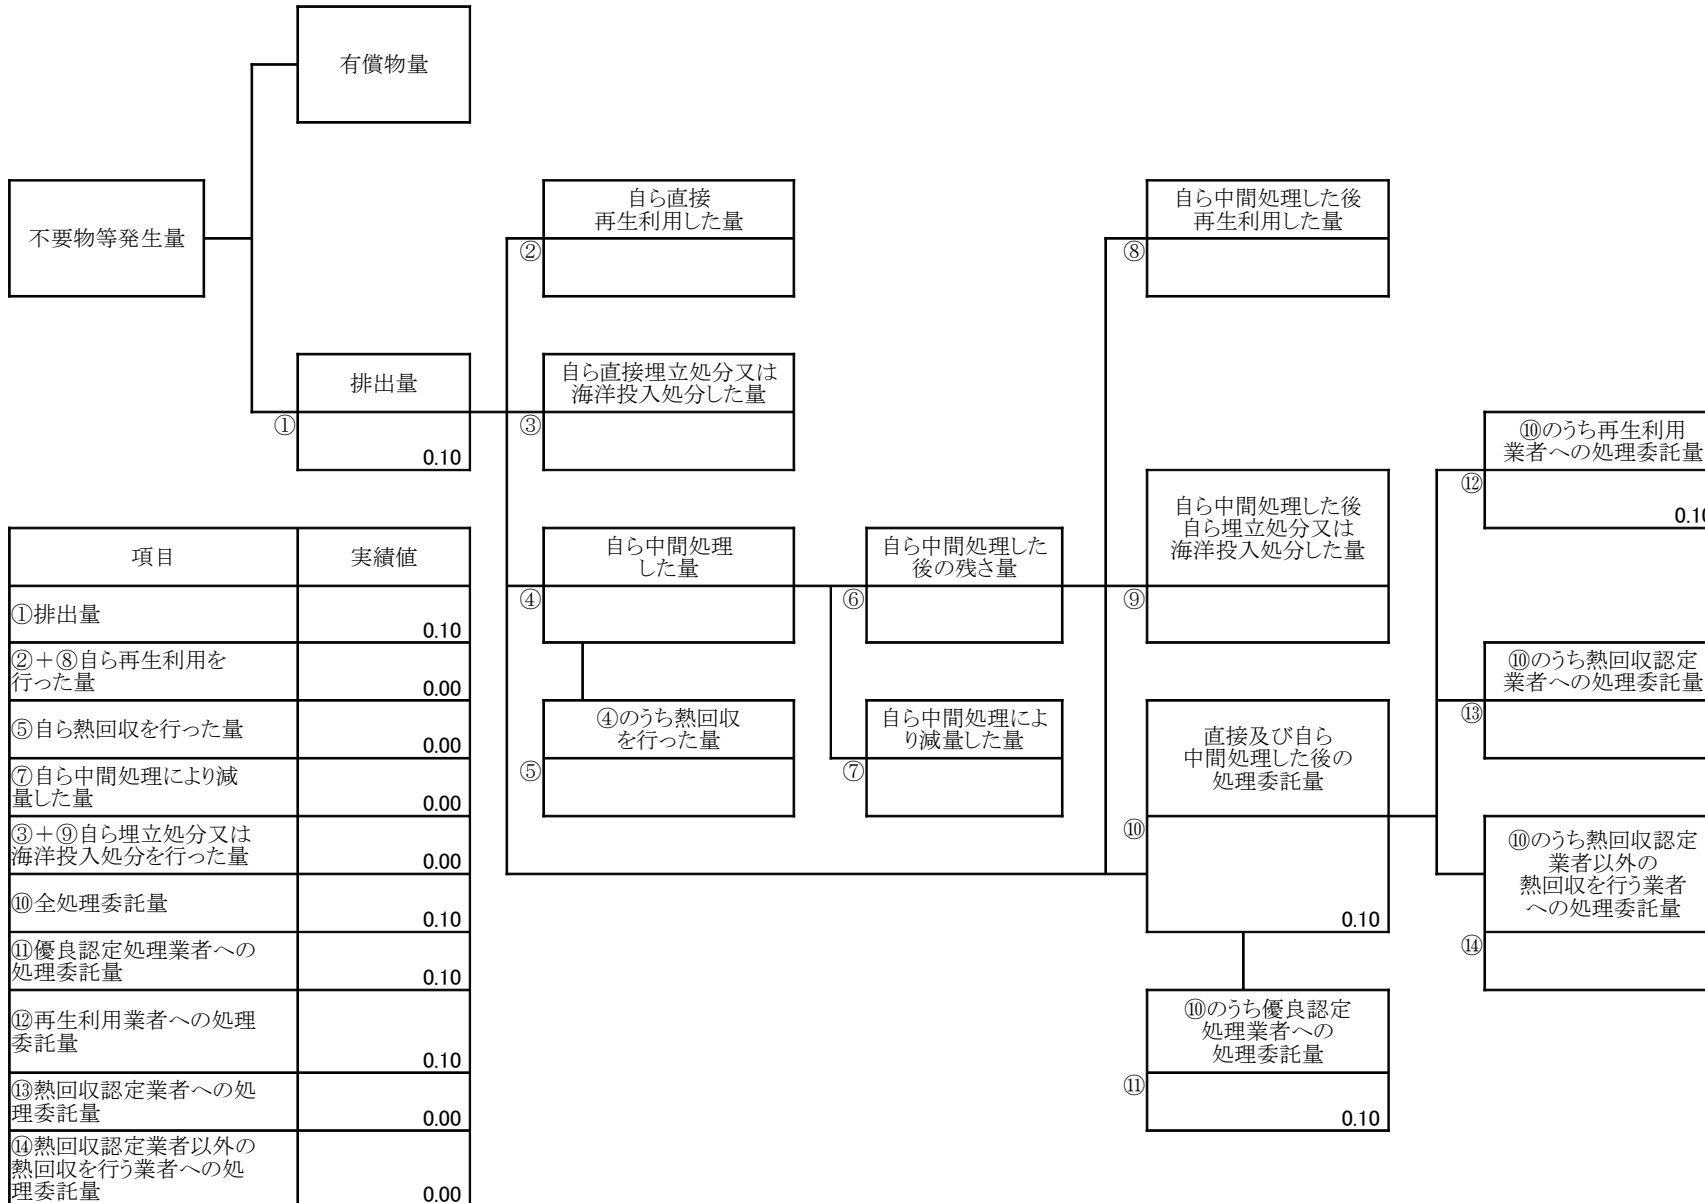 有償物量
不要物等発生量
自ら直接
再生利用した量
②
自ら中間処理した後
再生利用した量
⑧
排出量
①
0.10
自ら直接埋立処分又は
海洋投入処分した量
③
⑩のうち再生利用
業者への処理委託量
⑫
0.10
自ら中間処理した後
自ら埋立処分又は
海洋投入処分した量
⑨
自ら中間処理
した量
④
自ら中間処理した
後の残さ量
⑥
⑩のうち熱回収認定
業者への処理委託量
⑬
④のうち熱回収
を行った量
⑤
自ら中間処理によ
り減量した量
⑦
直接及び自ら
中間処理した後の
処理委託量
⑩
0.10
⑩のうち熱回収認定
業者以外の
熱回収を行う業者
への処理委託量
⑭
⑩のうち優良認定
処理業者への
処理委託量
⑪
0.10
項目 実績値
①排出量 0.10
②＋⑧自ら再生利用を
行った量 0.00
⑤自ら熱回収を行った量 0.00
⑦自ら中間処理により減
量した量 0.00
③＋⑨自ら埋立処分又は
海洋投入処分を行った量 0.00
⑩全処理委託量 0.10
⑪優良認定処理業者への
処理委託量 0.10
⑫再生利用業者への処理
委託量 0.10
⑬熱回収認定業者への処
理委託量 0.00
⑭熱回収認定業者以外の
熱回収を行う業者への処
理委託量 0.00